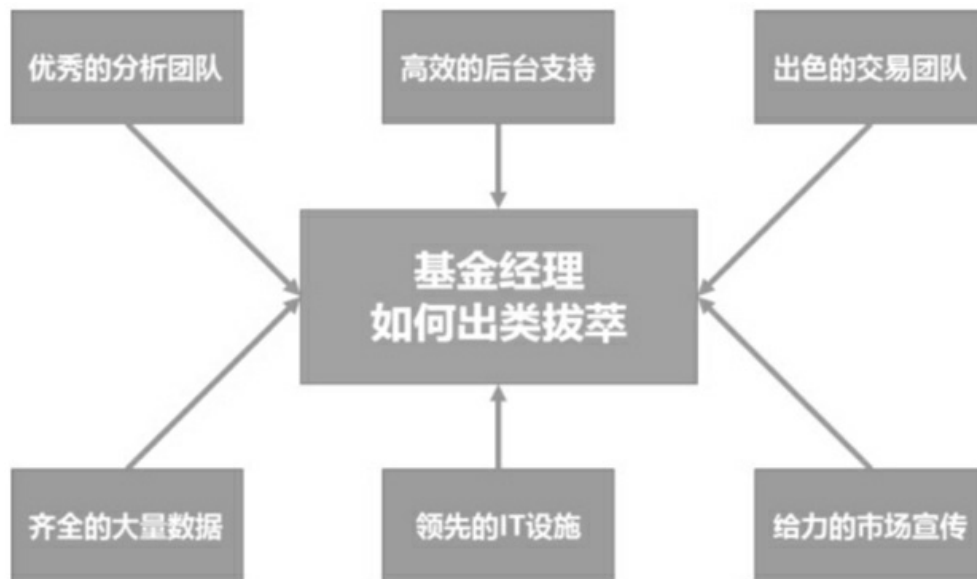 优秀的分析团队
高效的后台支持
出色的交易团队
基金经理
如何出类拔萃
齐全的大量数据
领先的IT设施
给力的市场宣传